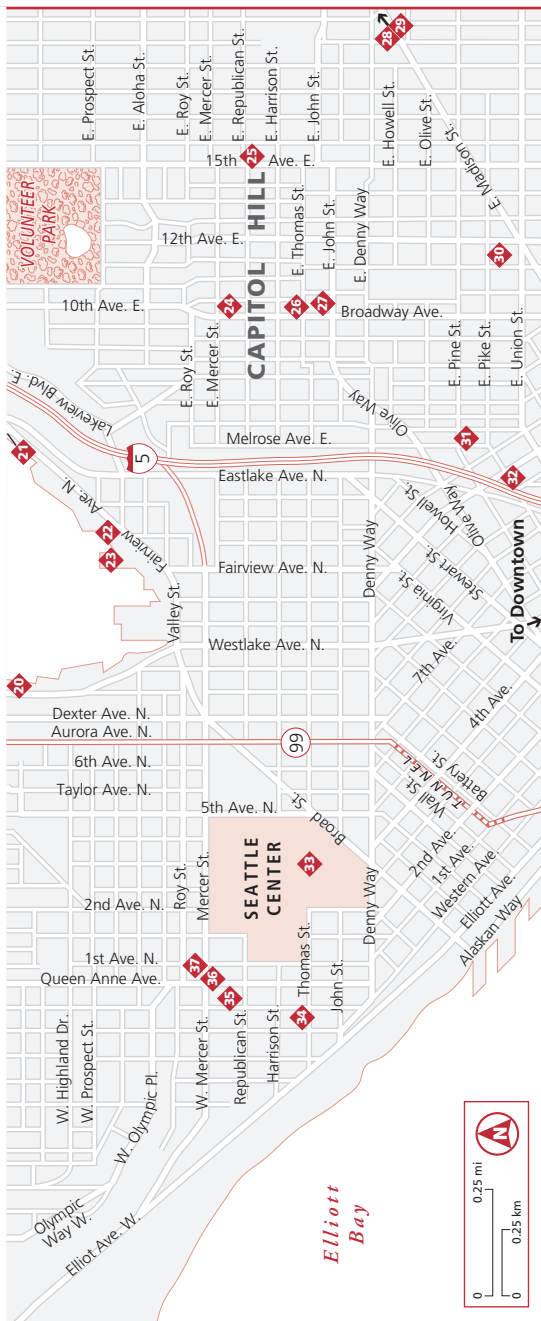 Elliott
Bay
0
0.25 mi
0
0.25 km
N
Olympic
Way W.
Elliot Ave. W.
W. Olympic Pl.
W. Highland Dr.
W. Prospect St.
W. Mercer St.
Republican St.
Harrison St.
Thomas St.
John St.
Denny Way
34
35
36
37
Queen Anne Ave.
1st Ave. N.
2nd Ave. N.
Roy St.
Mercer St.
SEATTLE
CENTER
33
5th Ave. N.
Broad St.
Taylor Ave. N.
6th Ave. N.
Aurora Ave. N.
Dexter Ave. N.
99
TUNNEL
Alaskan Way
Elliott Ave.
Western Ave.
1st Ave.
2nd Ave.
Wall St.
Battery St.
4th Ave.
7th Ave.
To Downtown
20
Westlake Ave. N.
Valley St.
Fairview Ave. N.
Denny Way
Virginia St.
Stewart St.
Howell St.
Olive Way
23
22
Fairview
Ave. N.
21
Eastlake Ave. N.
Melrose Ave. E.
5
Lakeview Blvd. E.
Olive Way
32
31
E. Roy St.
E. Mercer St.
10th Ave. E.
24
26
27
Broadway Ave.
E. Pine St.
E. Pike St.
E. Union St.
CAPITOL HILL
12th Ave. E.
E. Thomas St.
E. John St.
E. Denny Way
30
VOLUNTEER
PARK
15th Ave. E.
25
E. Prospect St.
E. Aloha St.
E. Roy St.
E. Mercer St.
E. Republican St.
E. Harrison St.
E. John St.
E. Howell St.
E. Olive St.
E. Madison St.
28
29